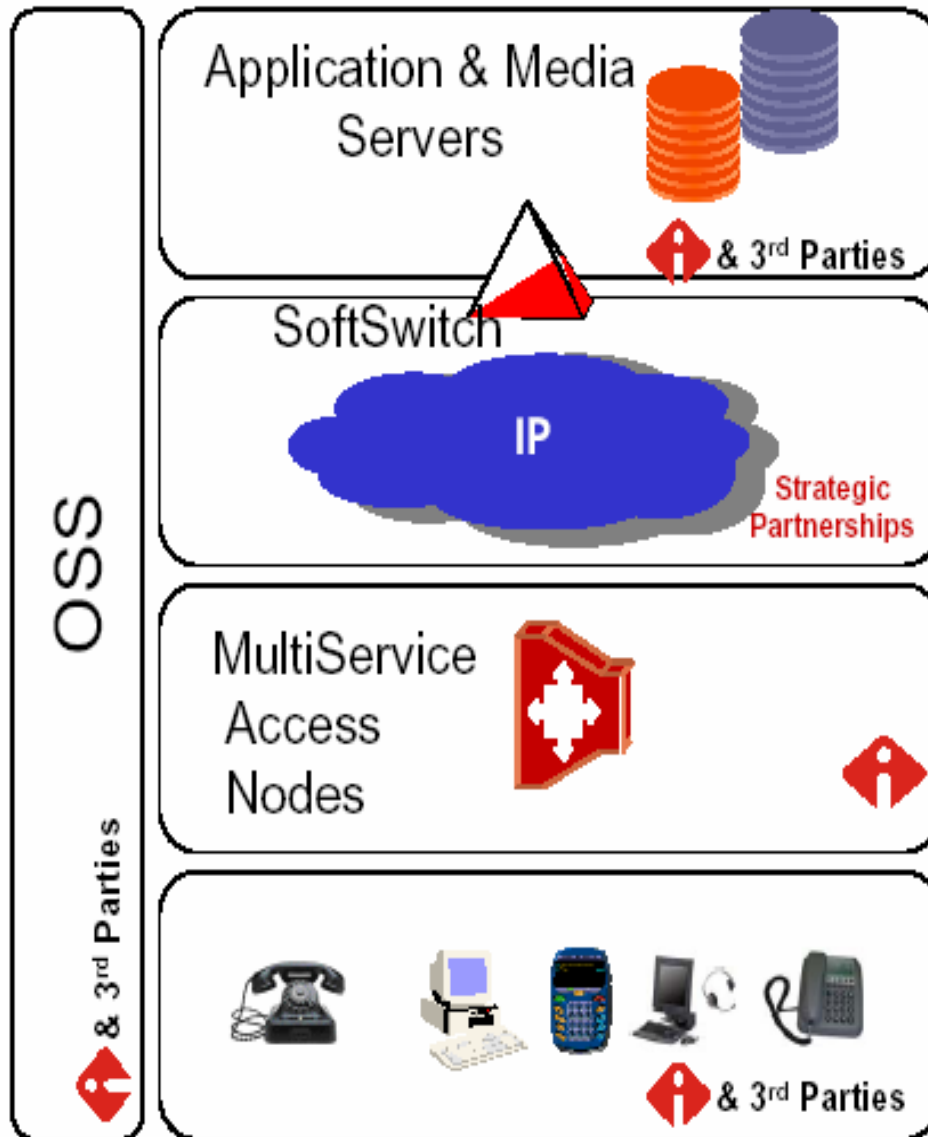 Application & Media
Servers
& 3rd Parties
SoftSwitch
IP
Strategic
Partnerships
MultiService
Access
Nodes
& 3rd Parties
OSS
& 3rd Parties